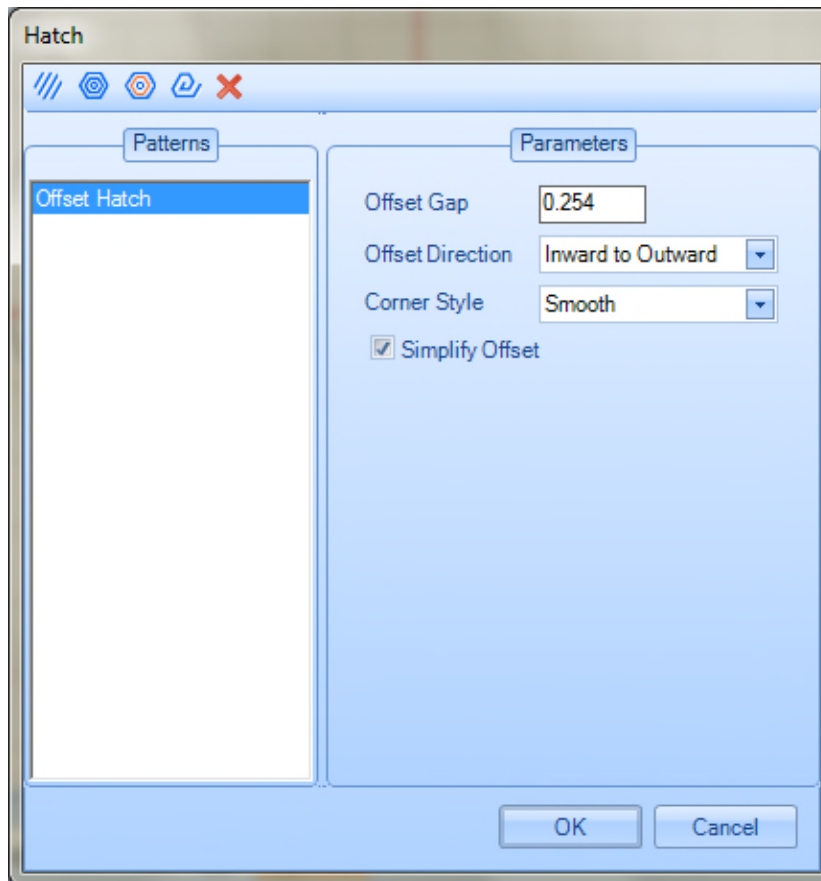 Hatch
Patterns
Offset Hatch
Parameters
Offset Gap 0.254
Offset Direction Inward to Outward
Corner Style Smooth
Simplify Offset
OK Cancel